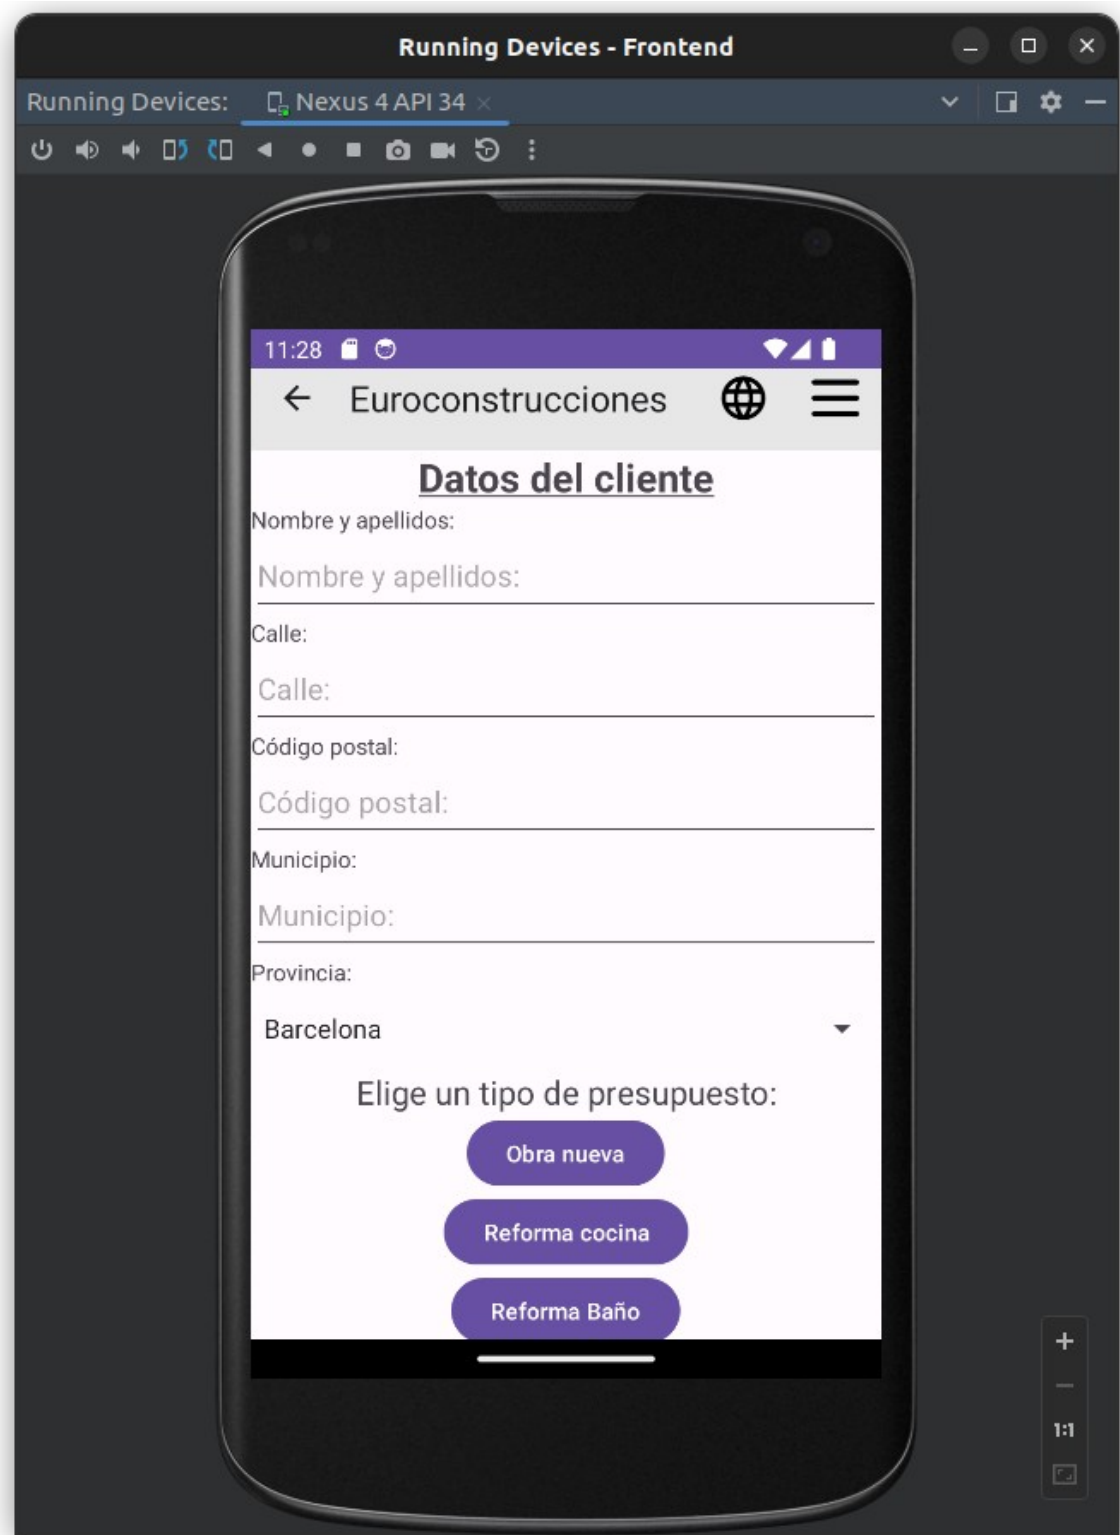 Running Devices - Frontend
Running Devices: Nexus 4 API 34
11:28
Euroconstrucciones
Datos del cliente
Nombre y apellidos:
Nombre y apellidos:
Calle:
Calle:
Código postal:
Código postal:
Municipio:
Municipio:
Provincia:
Barcelona
Elige un tipo de presupuesto:
Obra nueva
Reforma cocina
Reforma Baño
1:1